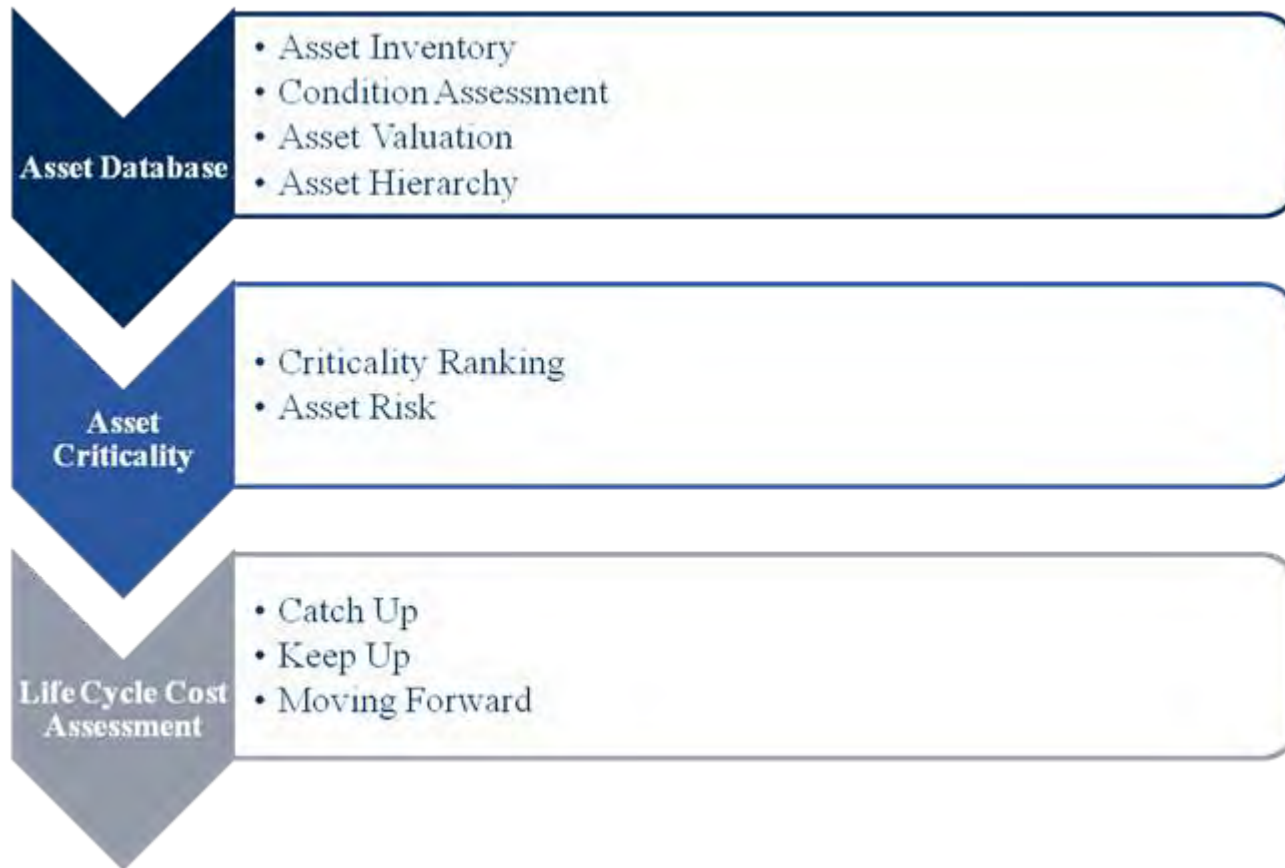 Asset Database
• Asset Inventory
• Condition Assessment
• Asset Valuation
• Asset Hierarchy
Asset
Criticality
• Criticality Ranking
• Asset Risk
Life Cycle Cost
Assessment
• Catch Up
• Keep Up
• Moving Forward